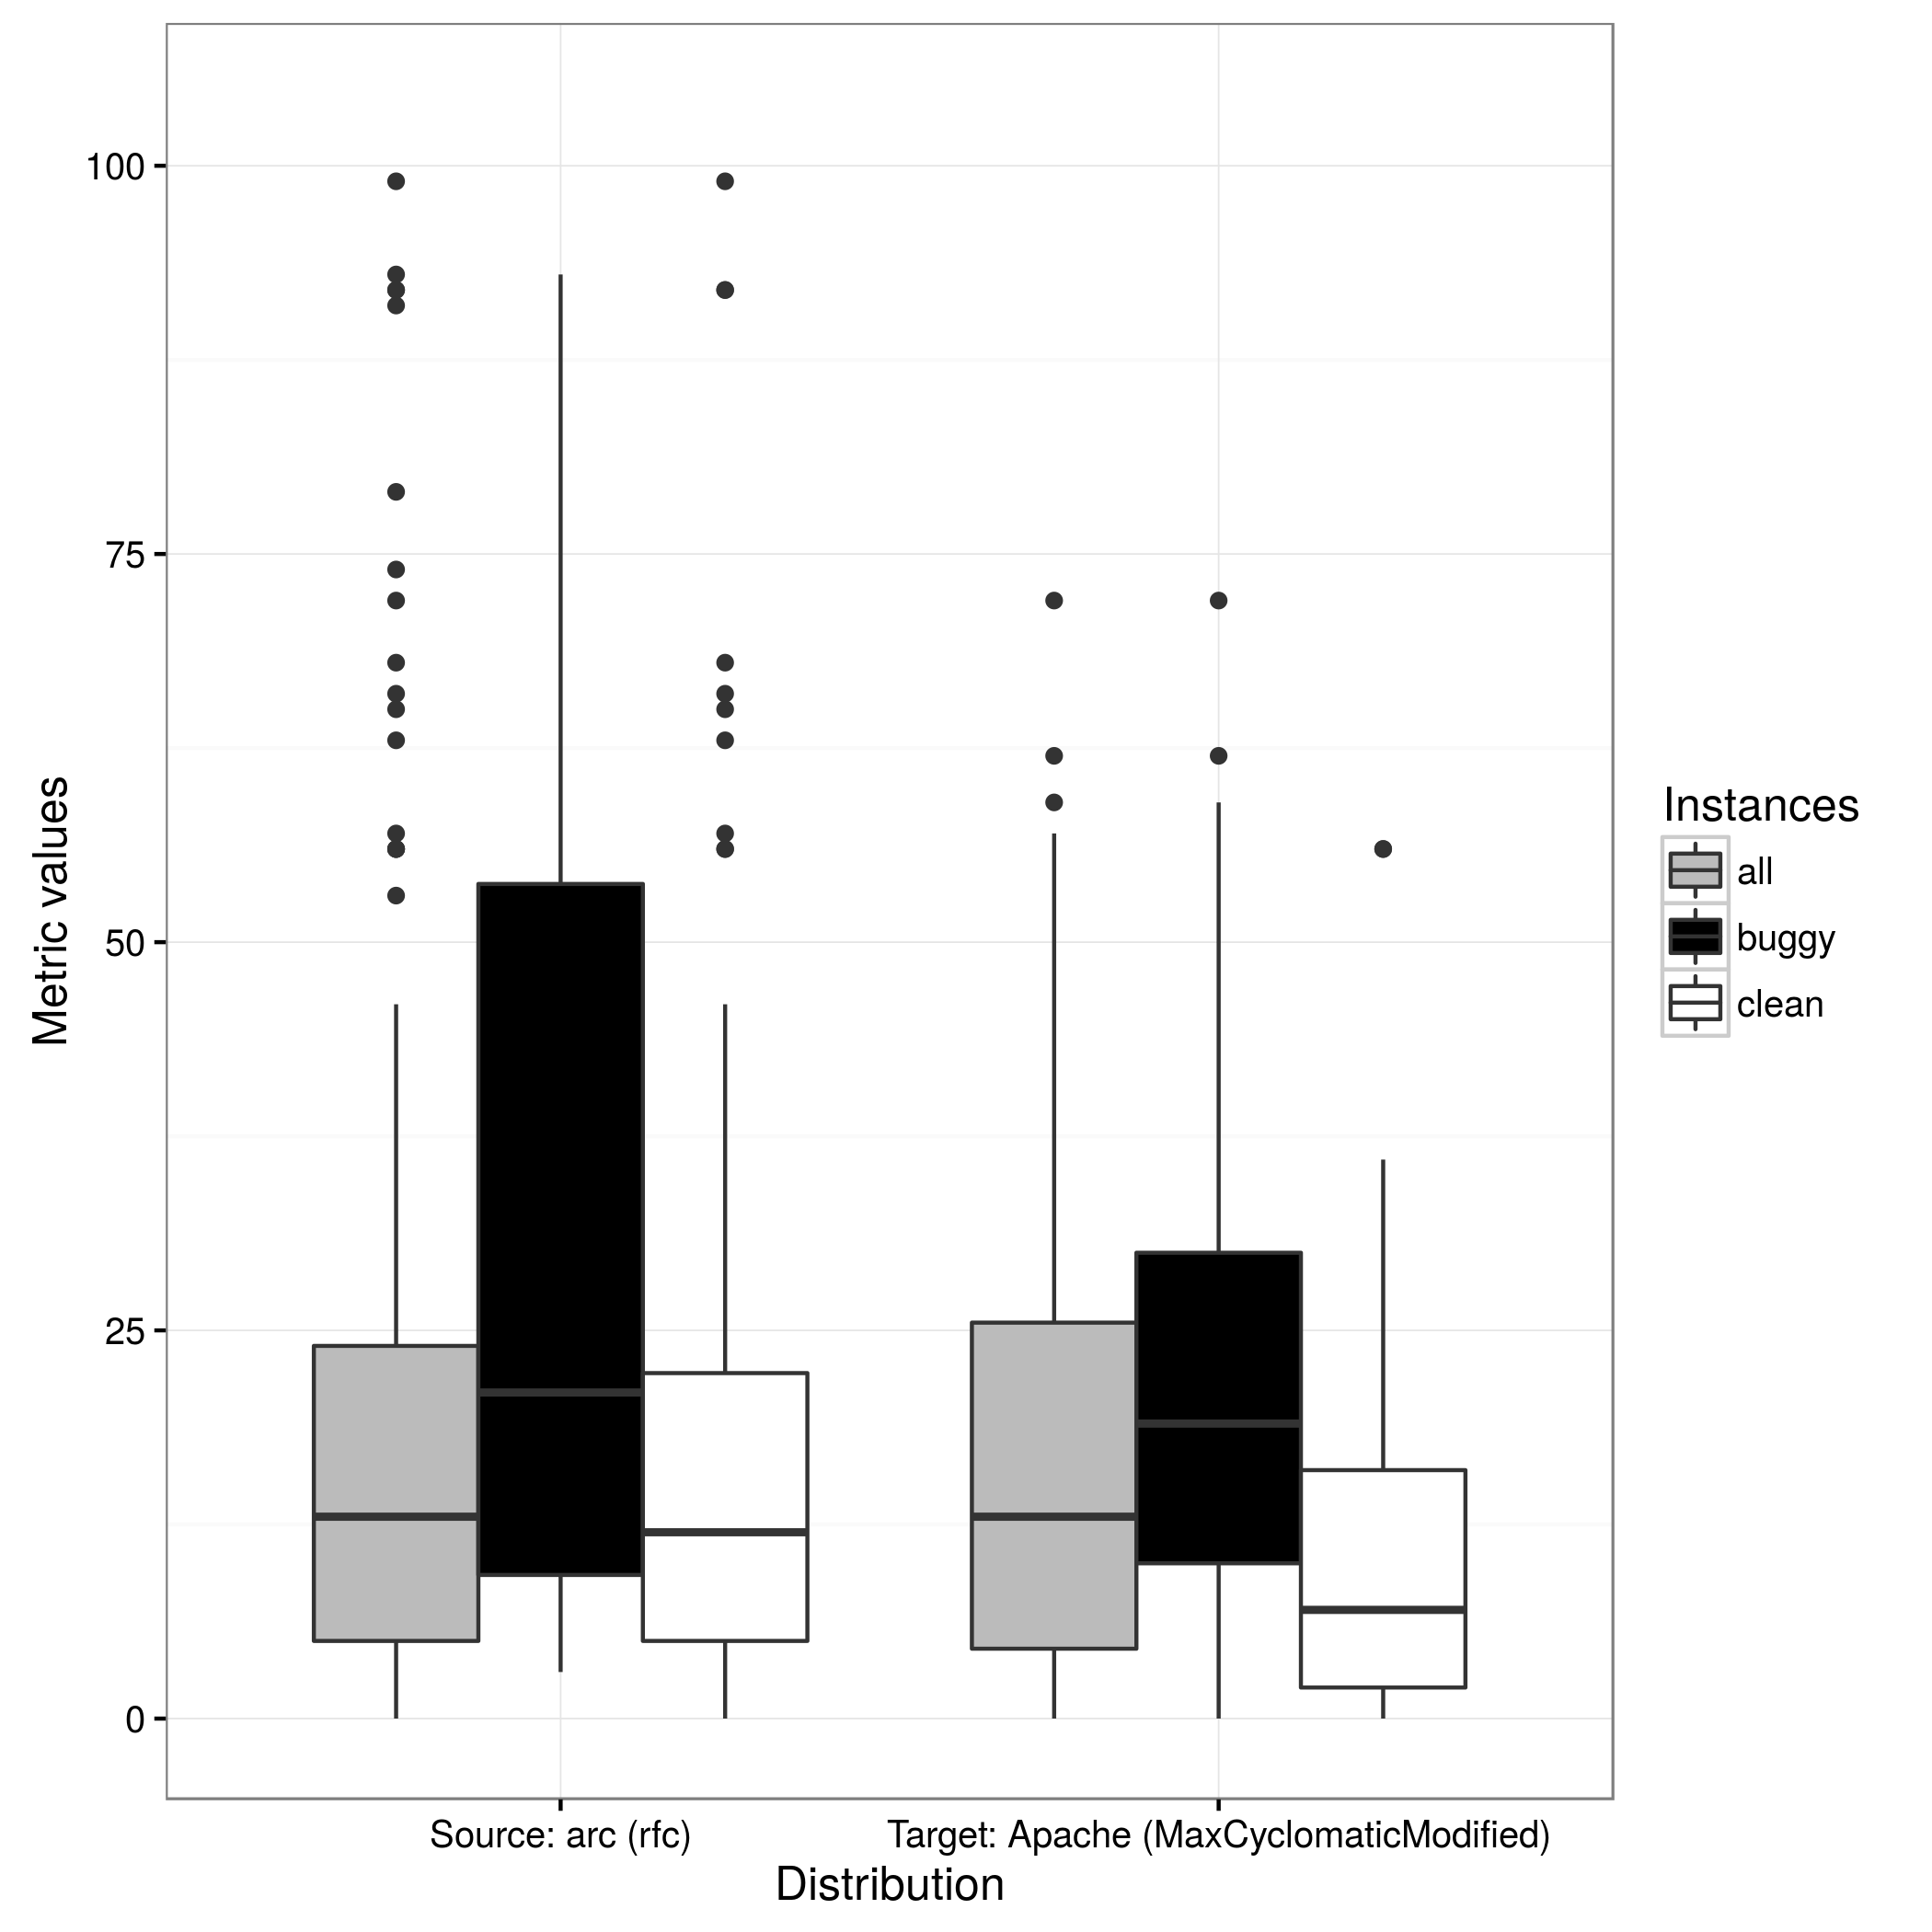 Metric values
100
75
50
25
0
Source: arc (rfc)
Target: Apache (MaxCyclomaticModified)
Distribution
Instances
all
buggy
clean